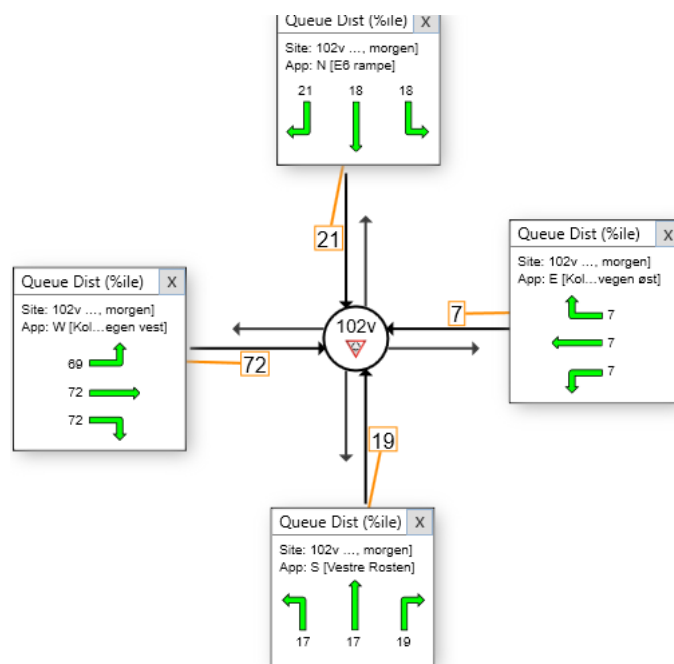 Queue Dist (%ile) X
Site: 102v ..., morgen]
App: N [E6 rampe]
21 18 18
21
Queue Dist (%ile) X
Site: 102v ..., morgen]
App: E [Kol...vegen øst]
7
7
7
7
Queue Dist (%ile) X
Site: 102v ..., morgen]
App: W [Kol...egen vest]
69
72
72
72
102v
19
Queue Dist (%ile) X
Site: 102v ..., morgen]
App: S [Vestre Rosten]
17 17 19